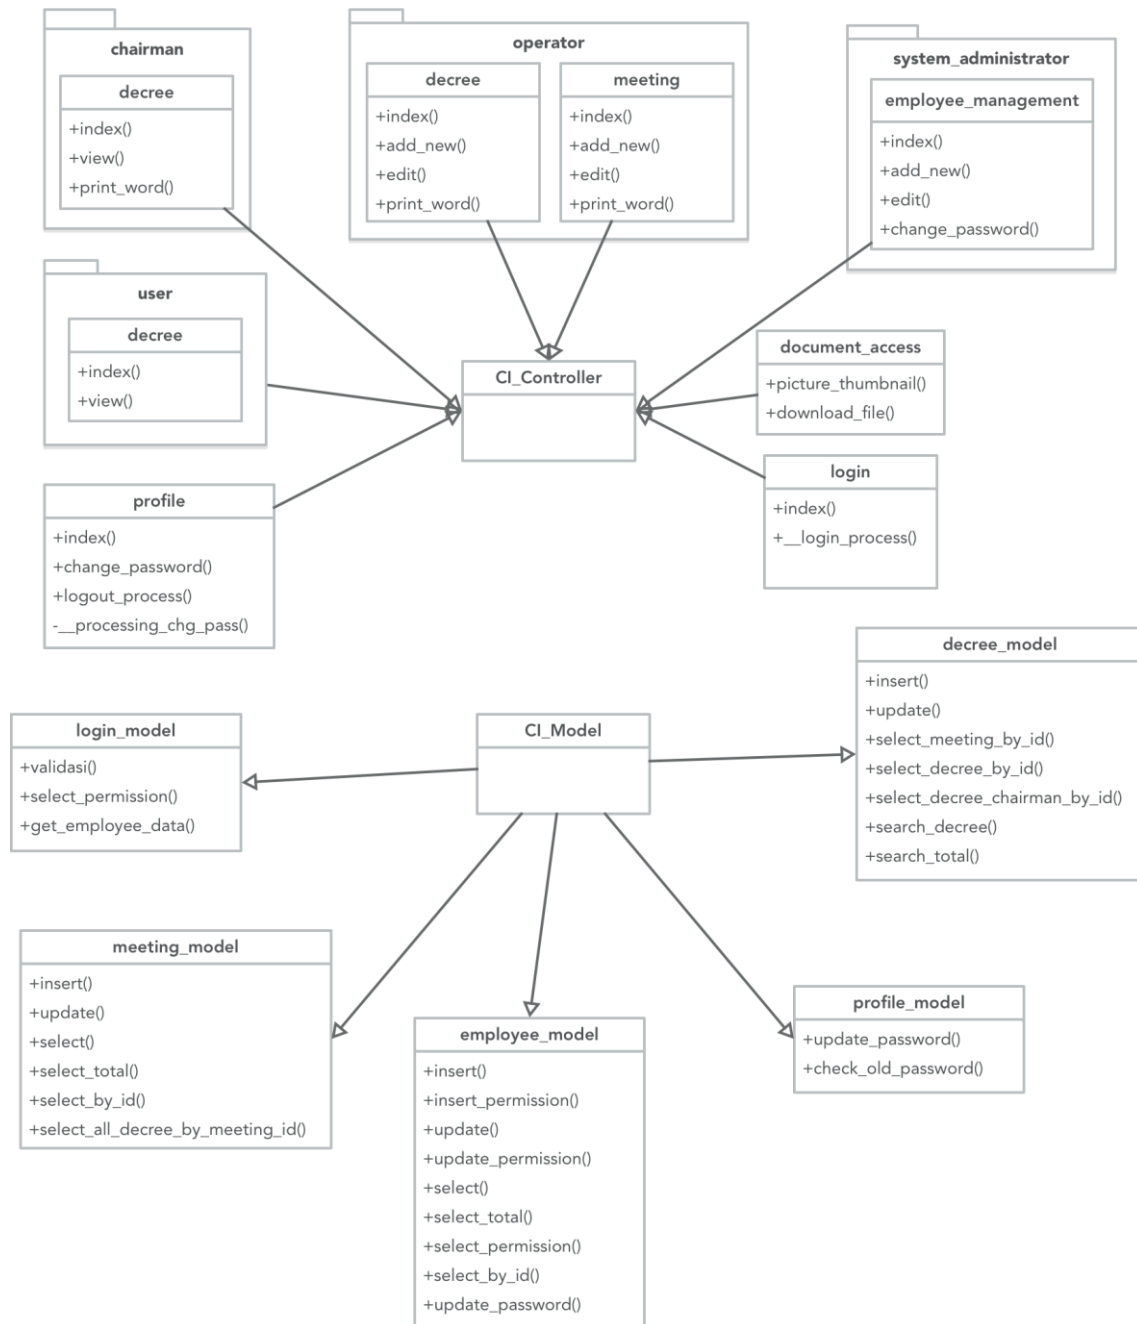 chairman
decree
+index()
+view()
+print_word()
operator
decree
+index()
+add_new()
+edit()
+print_word()
meeting
+index()
+add_new()
+edit()
+print_word()
system_administrator
employee_management
+index()
+add_new()
+edit()
+change_password()
user
decree
+index()
+view()
CI_Controller
document_access
+picture_thumbnail()
+download_file()
profile
+index()
+change_password()
+logout_process()
-__processing_chg_pass()
login
+index()
+__login_process()
decree_model
+insert()
+update()
+select_meeting_by_id()
+select_decree_by_id()
+select_decree_chairman_by_id()
+search_decree()
+search_total()
login_model
+validasi()
+select_permission()
+get_employee_data()
CI_Model
meeting_model
+insert()
+update()
+select()
+select_total()
+select_by_id()
+select_all_decree_by_meeting_id()
employee_model
+insert()
+insert_permission()
+update()
+update_permission()
+select()
+select_total()
+select_permission()
+select_by_id()
+update_password()
profile_model
+update_password()
+check_old_password()